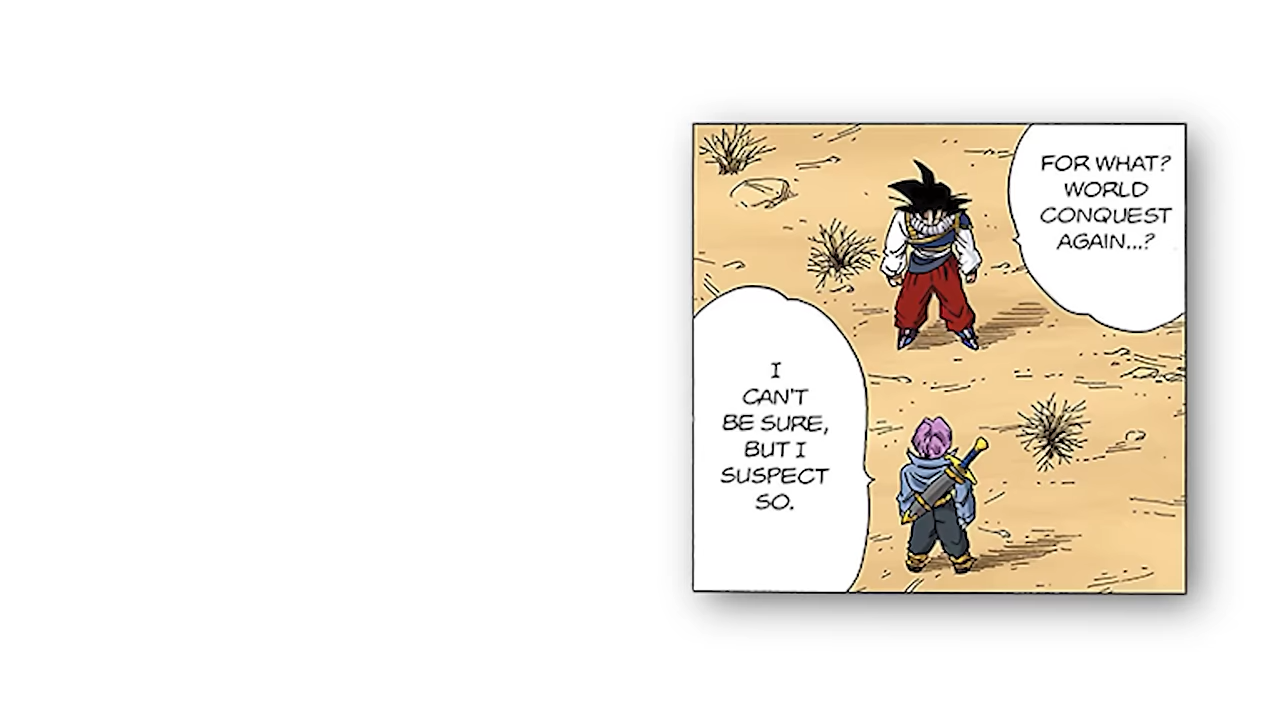 FOR WHAT?
WORLD
CONQUEST
AGAIN...?
I
CAN'T
BE SURE,
BUT I
SUSPECT
SO.